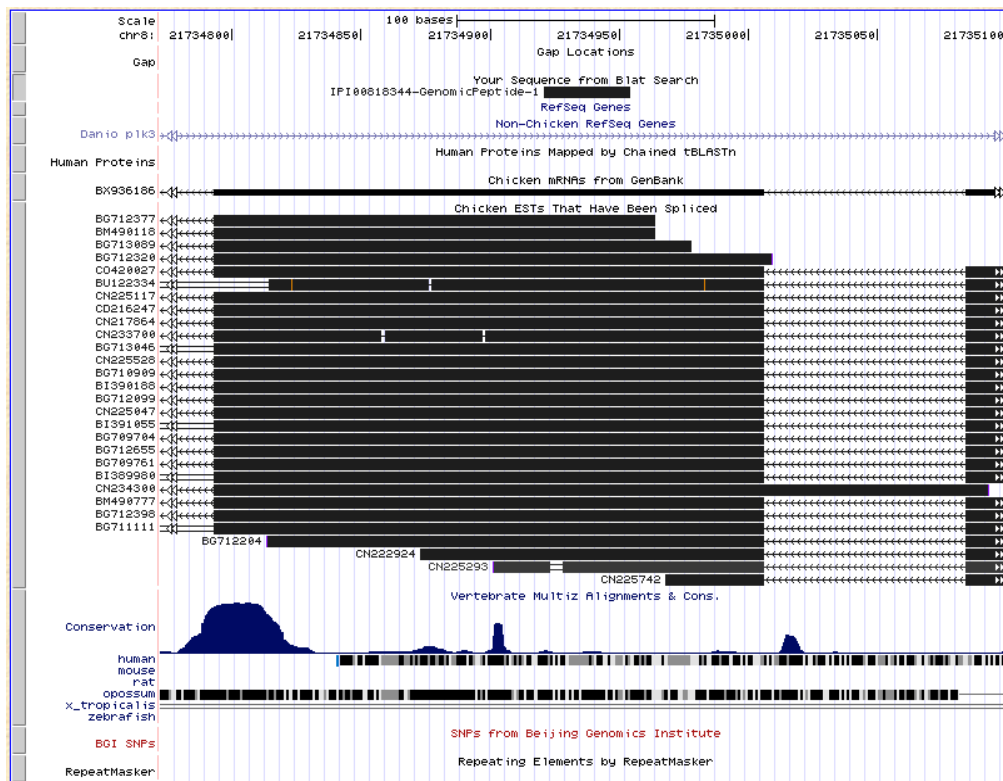 Scale 100 bases
chr8: 21734800 21734850 21734900 21734950 21735000 21735050 21735100
Gap Locations
Gap
Your Sequence from Blat Search
IPI00818344-GenomicPeptide-1
RefSeq Genes
Non-Chicken RefSeq Genes
Danio plk3
Human Proteins Mapped by Chained tBLASTn
Human Proteins
Chicken mRNAs from GenBank
BX936186
Chicken ESTs That Have Been Spliced
BG712377
BM490118
BG713089
BG712320
CO420027
BU122334
CN225117
CD216247
CN217864
CN233700
BG713046
CN225528
BG710909
BI390188
BG712099
CN225047
BI391055
BG709704
BG712655
BG709761
BI389980
CN234300
BM490777
BG712398
BG711111
BG712204
CN222924
CN225293
CN225742
Vertebrate Multiz Alignments & Cons.
Conservation
human
mouse
rat
opossum
x_tropicalis
zebrafish
SNPs from Beijing Genomics Institute
BGI SNPs
Repeating Elements by RepeatMasker
RepeatMasker